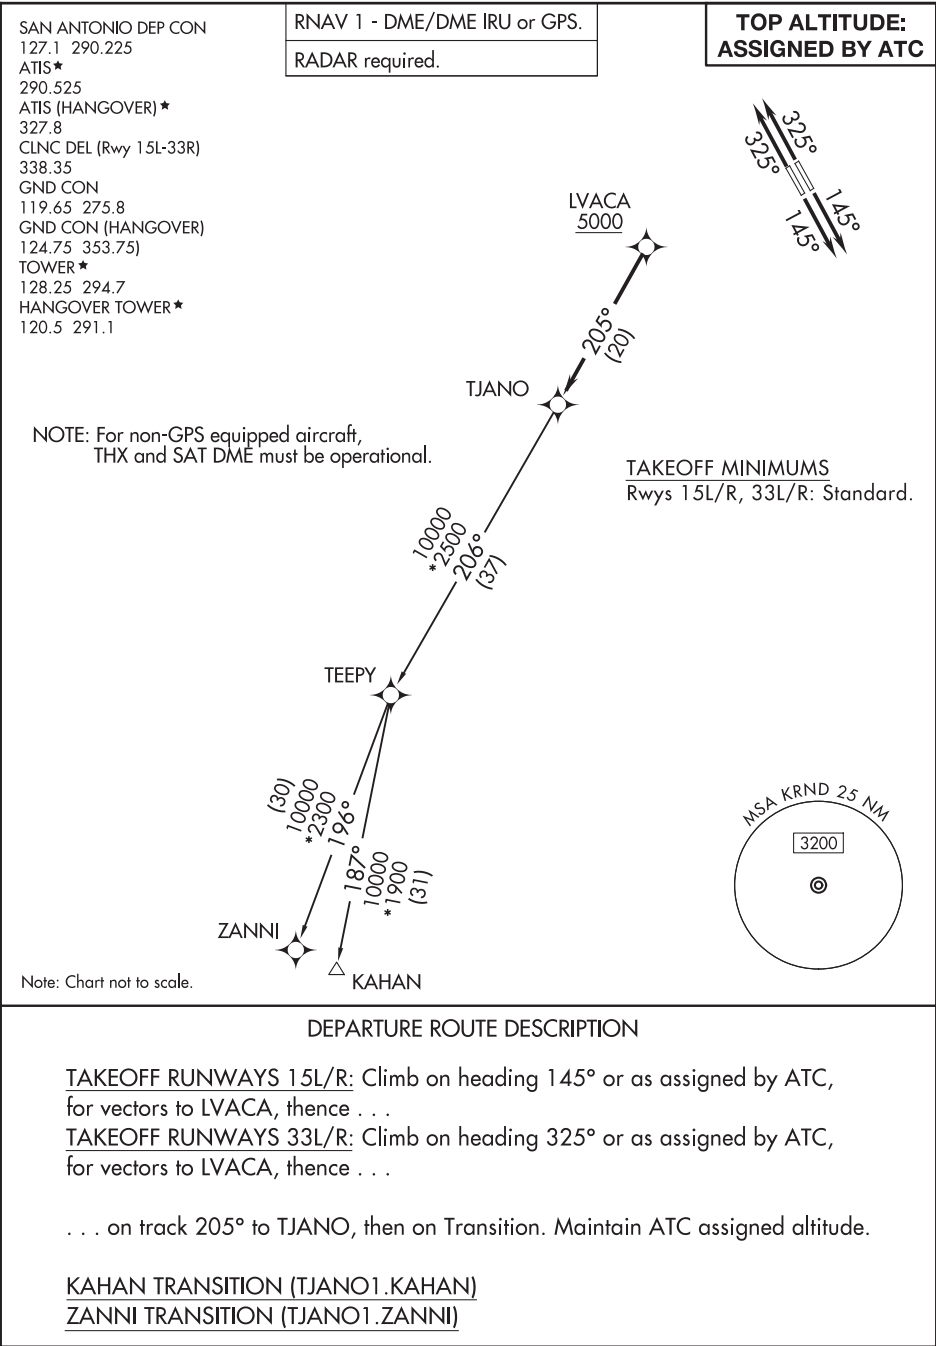 SAN ANTONIO DEP CON
127.1 290.225
ATIS★
290.525
ATIS (HANGOVER)★
327.8
CLNC DEL (Rwy 15L-33R)
338.35
GND CON
119.65 275.8
GND CON (HANGOVER)
124.75 353.75)
TOWER★
128.25 294.7
HANGOVER TOWER★
120.5 291.1
RNAV 1 - DME/DME IRU or GPS.
RADAR required.
TOP ALTITUDE:
ASSIGNED BY ATC
325°
325°
145°
145°
LVACA
5000
205°
(20)
TJANO
NOTE: For non-GPS equipped aircraft,
THX and SAT DME must be operational.
TAKEOFF MINIMUMS
Rwys 15L/R, 33L/R: Standard.
10000
*2500
206°
(37)
TEEPY
(30)
10000
*2300
196°
187°
10000
*1900
(31)
MSA KRND 25 NM
3200
ZANNI
KAHAN
Note: Chart not to scale.
DEPARTURE ROUTE DESCRIPTION
TAKEOFF RUNWAYS 15L/R: Climb on heading 145° or as assigned by ATC,
for vectors to LVACA, thence . . .
TAKEOFF RUNWAYS 33L/R: Climb on heading 325° or as assigned by ATC,
for vectors to LVACA, thence . . .
. . . on track 205° to TJANO, then on Transition. Maintain ATC assigned altitude.
KAHAN TRANSITION (TJANO1.KAHAN)
ZANNI TRANSITION (TJANO1.ZANNI)